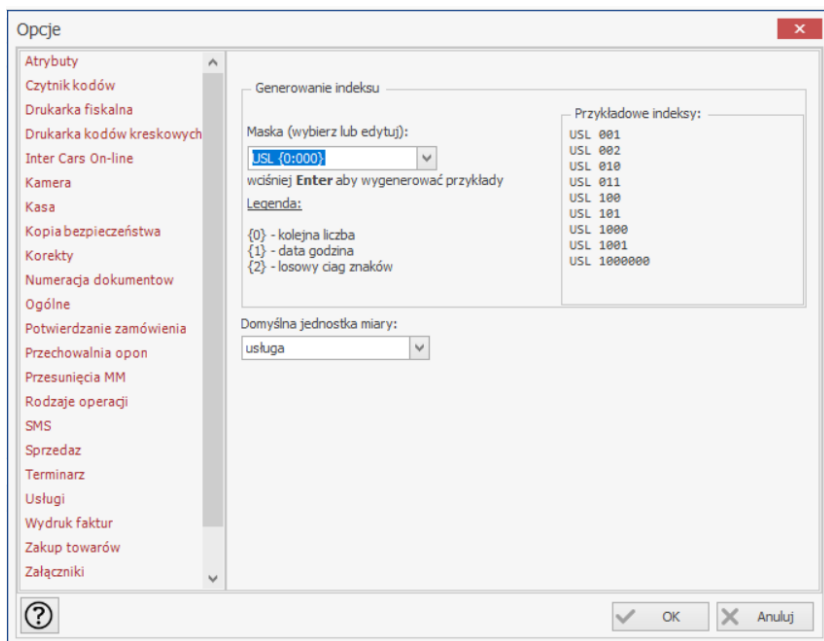 Opcje
Atrybuty
Czytnik kodów
Drukarka fiskalna
Drukarka kodów kreskowych
Inter Cars On-line
Kamera
Kasa
Kopia bezpieczeństwa
Korekty
Numeracja dokumentow
Ogólne
Potwierdzanie zamówienia
Przechowalnia opon
Przesunięcia MM
Rodzaje operacji
SMS
Sprzedaz
Terminarz
Usługi
Wydruk faktur
Zakup towarów
Załączniki
Generowanie indeksu
Maska (wybierz lub edytuj):
USL {0:000}
wciśniej Enter aby wygenerować przykłady
Legenda:
{0} - kolejna liczba
{1} - data godzina
{2} - losowy ciag znaków
Przykładowe indeksy:
USL 001
USL 002
USL 010
USL 011
USL 100
USL 101
USL 1000
USL 1001
USL 1000000
Domyślna jednostka miary:
usługa
?
OK
Anuluj